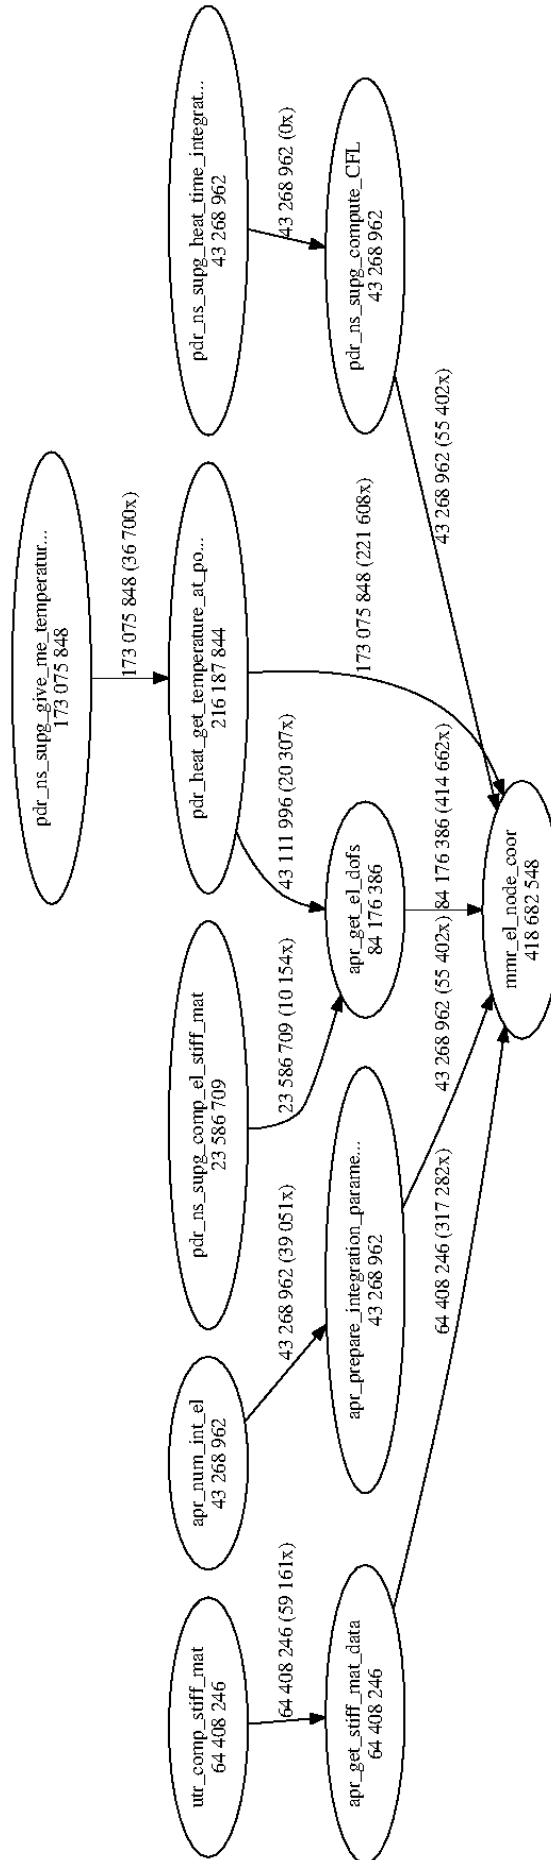 pdr_ns_supg_give_me_temperatur...
173 075 848
173 075 848 (36 700x)
utr_comp_stiff_mat
64 408 246
apr_num_int_el
43 268 962
pdr_ns_supg_comp_el_stiff_mat
23 586 709
pdr_heat_get_temperature_at_po...
216 187 844
pdr_ns_supg_heat_time_integrat...
43 268 962
64 408 246 (59 161x)
43 268 962 (39 051x)
23 586 709 (10 154x)
43 111 996 (20 307x)
173 075 848 (221 608x)
43 268 962 (0x)
apr_get_stiff_mat_data
64 408 246
apr_prepare_integration_parame...
43 268 962
apr_get_el_dofs
84 176 386
pdr_ns_supg_compute_CFL
43 268 962
64 408 246 (317 282x)
43 268 962 (55 402x)
84 176 386 (414 662x)
43 268 962 (55 402x)
mmr_el_node_coor
418 682 548